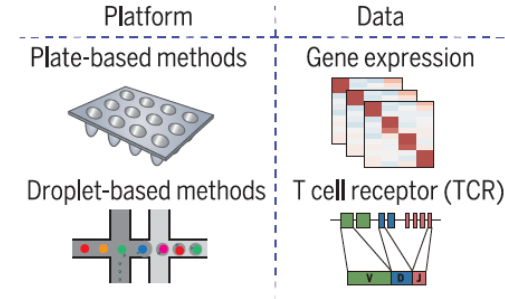 Platform
Data
Plate-based methods
Gene expression
Droplet-based methods
T cell receptor (TCR)
V
D
J